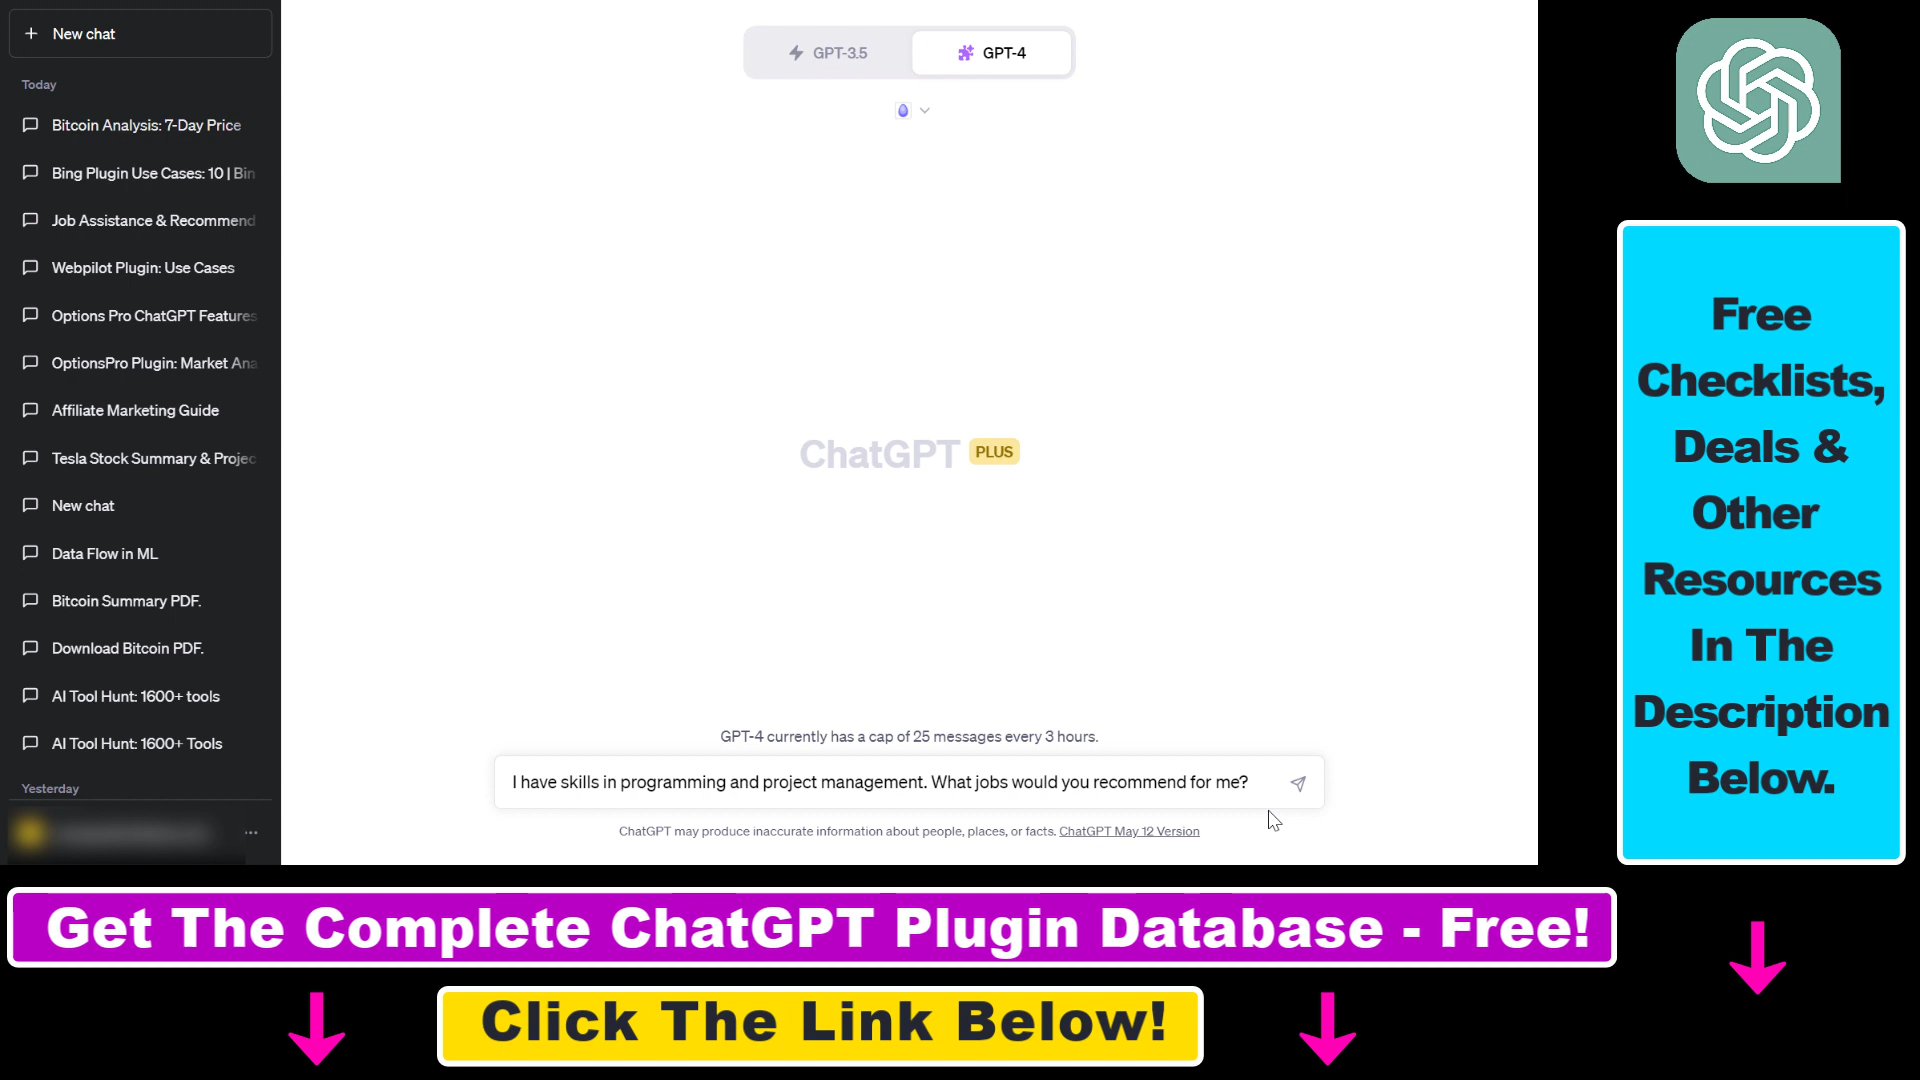 New chat
Today
Bitcoin Analysis: 7-Day Price
Bing Plugin Use Cases: 10 | Bin
Job Assistance & Recommend
Webpilot Plugin: Use Cases
Options Pro ChatGPT Features
OptionsPro Plugin: Market Ana
Affiliate Marketing Guide
Tesla Stock Summary & Projec
New chat
Data Flow in ML
Bitcoin Summary PDF.
Download Bitcoin PDF.
AI Tool Hunt: 1600+ tools
AI Tool Hunt: 1600+ Tools
Yesterday
GPT-3.5
GPT-4
ChatGPT PLUS
GPT-4 currently has a cap of 25 messages every 3 hours.
I have skills in programming and project management. What jobs would you recommend for me?
ChatGPT may produce inaccurate information about people, places, or facts. ChatGPT May 12 Version
Free
Checklists,
Deals &
Other
Resources
In The
Description
Below.
Get The Complete ChatGPT Plugin Database - Free!
Click The Link Below!